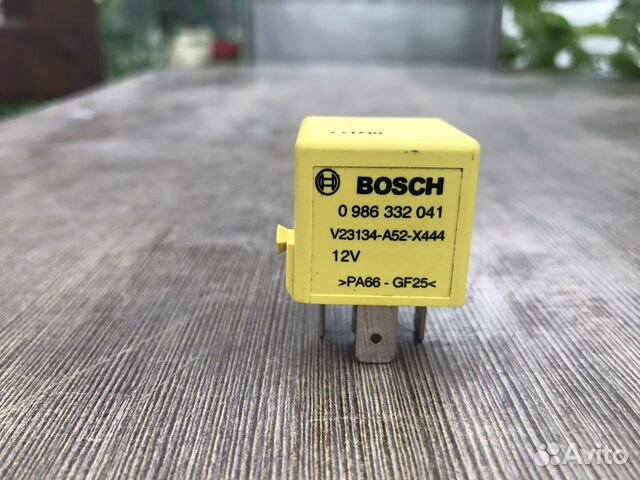 BOSCH
0 986 332 041
V23134-A52-X444
12V
>PA66 - GF25<
Avito